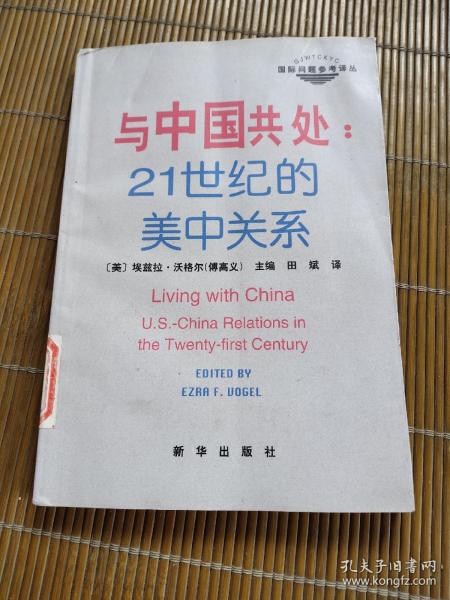 GJWTCKYC
国际问题参考译丛
与中国共处：
21世纪的
美中关系
〔美〕埃兹拉·沃格尔(傅高义) 主编 田 斌 译
Living with China
U.S.-China Relations in
the Twenty-first Century
EDITED BY
EZRA F. VOGEL
新华出版社
孔夫子旧书网
www.kongfz.com